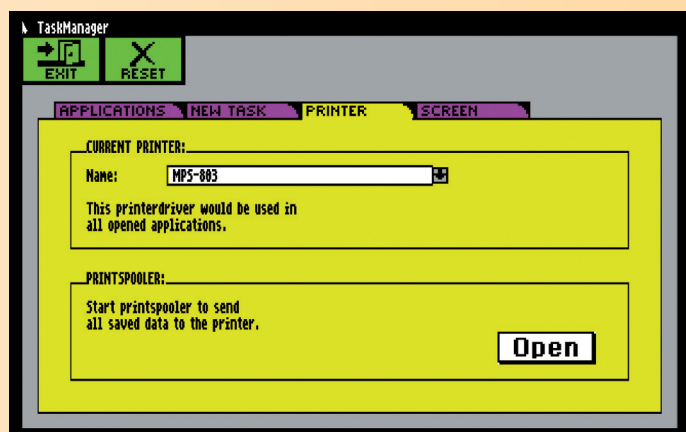 TaskManager
EXIT
RESET
APPLICATIONS NEW TASK PRINTER SCREEN
CURRENT PRINTER:
Name: MPS-803
This printerdriver would be used in
all opened applications.
PRINTSPOOLER:
Start printspooler to send
all saved data to the printer.
Open